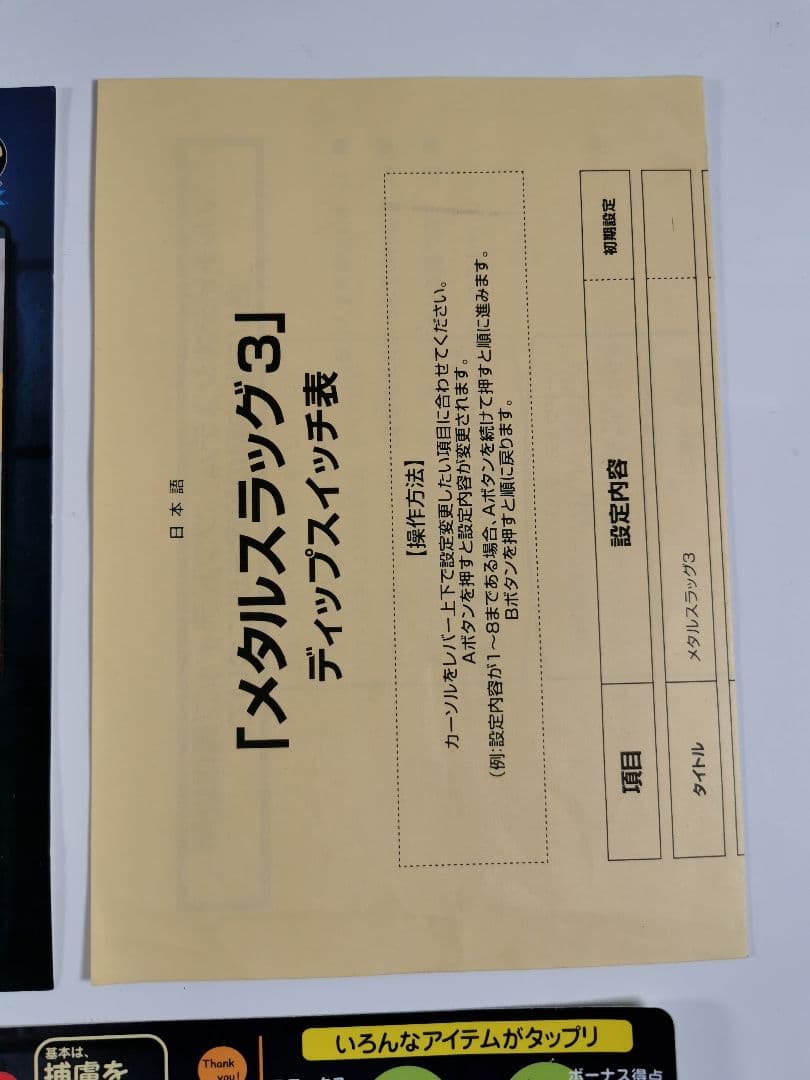 日本語
「メタルスラッグ3」
ディップスイッチ表
【操作方法】
カーソルをレバー上下で設定変更したい項目に合わせてください。
Aボタンを押すと設定内容が変更されます。
(例:設定内容が1〜8まである場合、Aボタンを続けて押すと順に進みます。
Bボタンを押すと順に戻ります。
項目 設定内容 初期設定
タイトル メタルスラッグ3 —
いろんなアイテムがタップリ
基本は、
捕虜を
Thank
you!
ボーナス得点